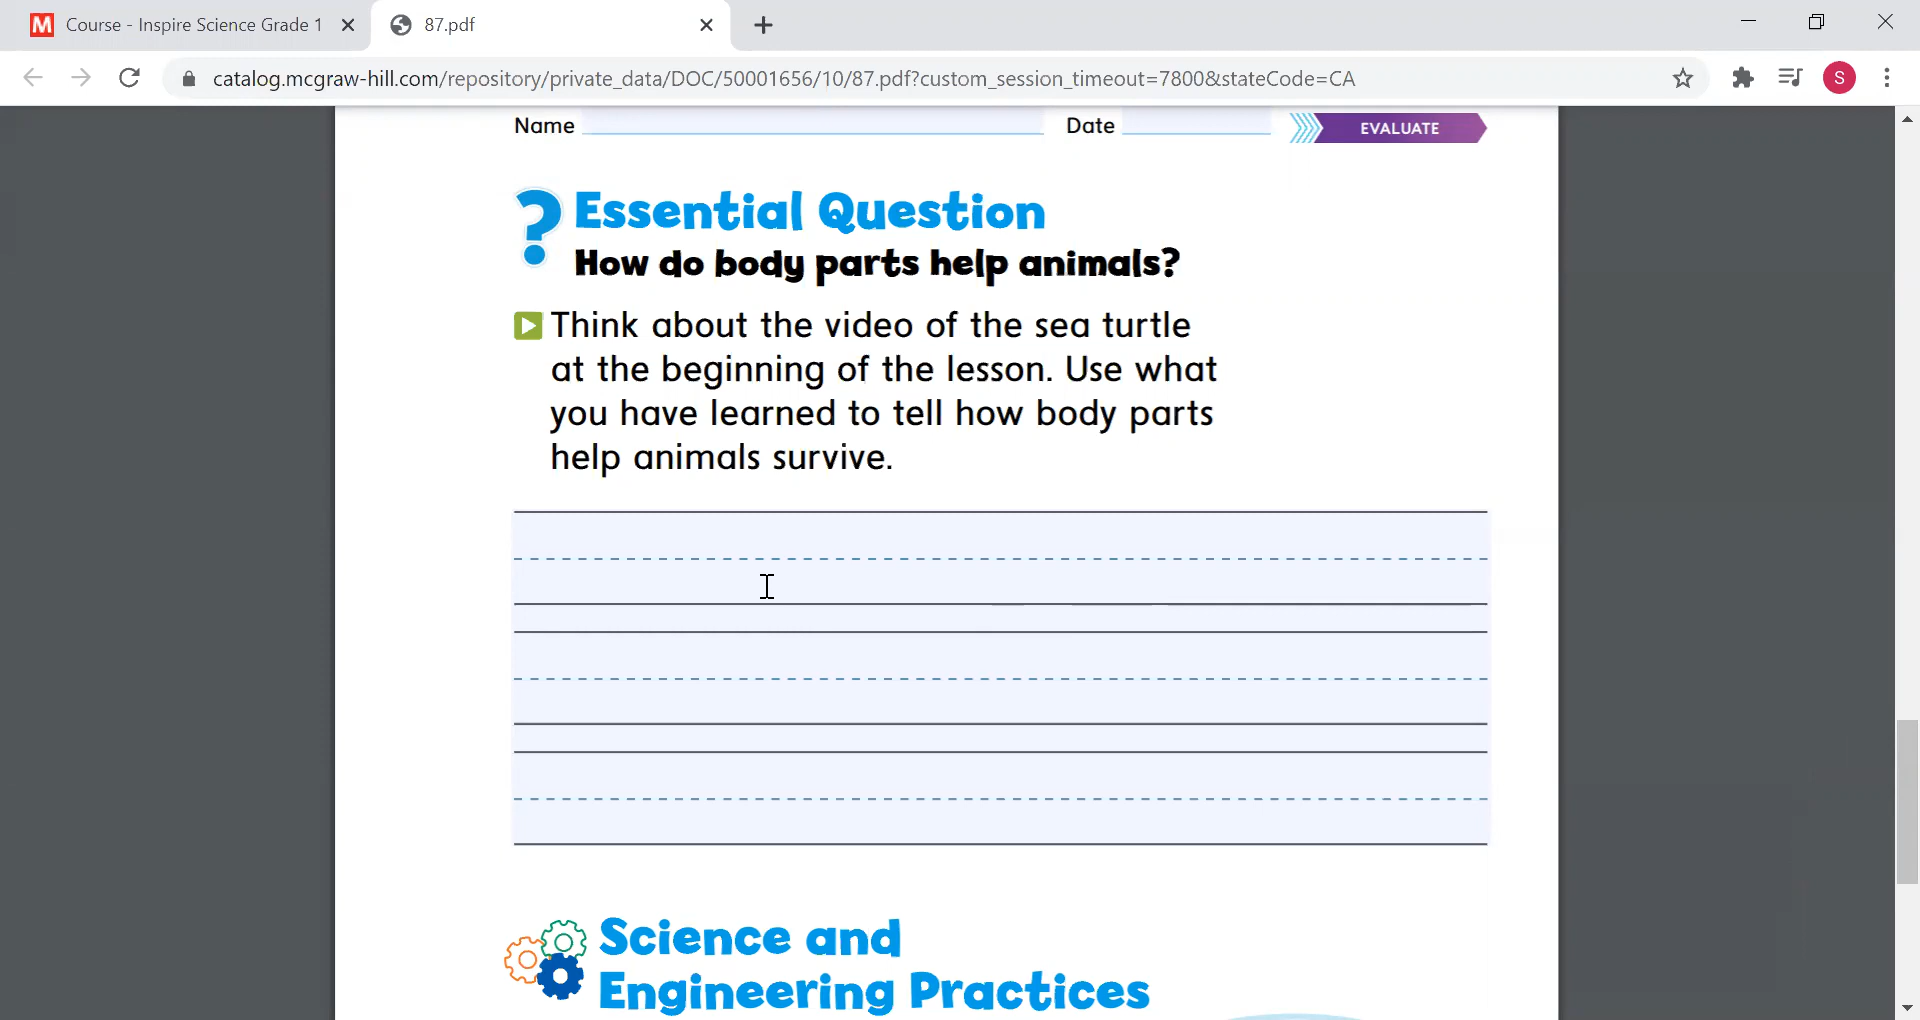 Course - Inspire Science Grade 1
87.pdf
catalog.mcgraw-hill.com/repository/private_data/DOC/50001656/10/87.pdf?custom_session_timeout=7800&stateCode=CA
S
Name Date EVALUATE
? Essential Question
How do body parts help animals?
Think about the video of the sea turtle
at the beginning of the lesson. Use what
you have learned to tell how body parts
help animals survive.
Science and
Engineering Practices